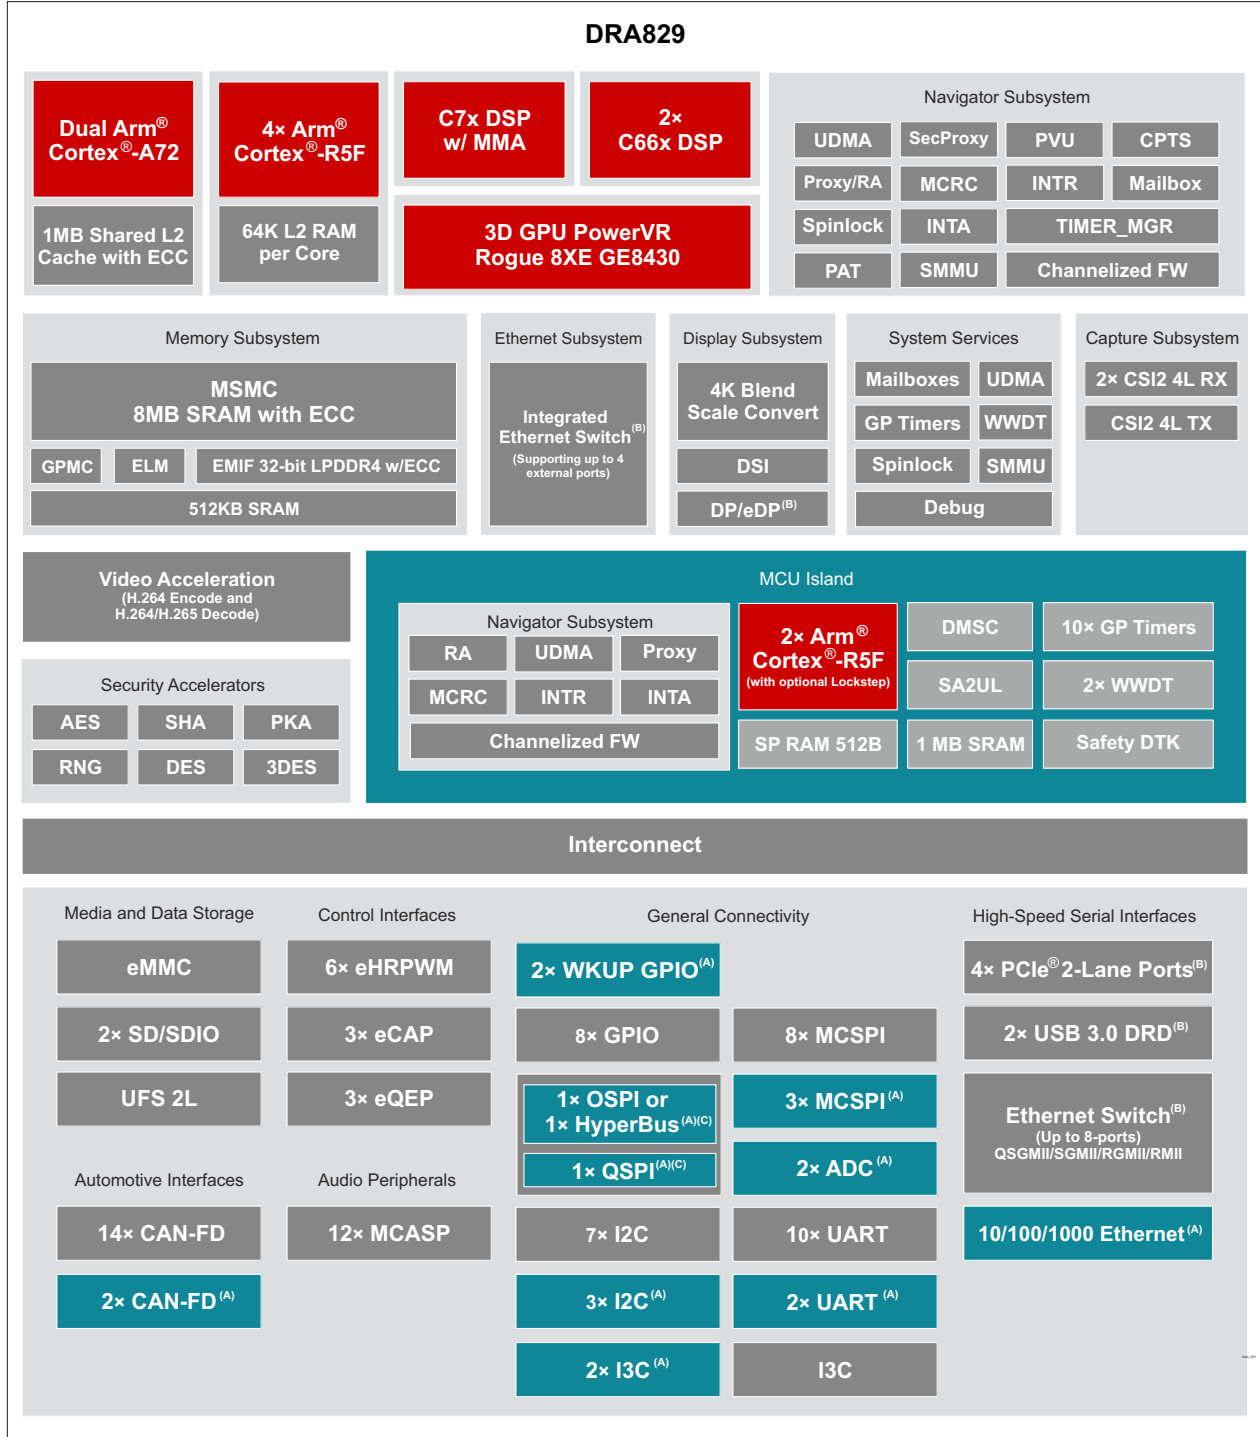 DRA829
Dual Arm®
Cortex®-A72
1MB Shared L2
Cache with ECC
4× Arm®
Cortex®-R5F
64K L2 RAM
per Core
C7x DSP
w/ MMA
2×
C66x DSP
3D GPU PowerVR
Rogue 8XE GE8430
Navigator Subsystem
UDMA
SecProxy
PVU
CPTS
Proxy/RA
MCRC
INTR
Mailbox
Spinlock
INTA
TIMER_MGR
PAT
SMMU
Channelized FW
Memory Subsystem
MSMC
8MB SRAM with ECC
GPMC
ELM
EMIF 32-bit LPDDR4 w/ECC
512KB SRAM
Ethernet Subsystem
Integrated
Ethernet Switch(B)
(Supporting up to 4
external ports)
Display Subsystem
4K Blend
Scale Convert
DSI
DP/eDP(B)
System Services
Mailboxes
UDMA
GP Timers
WWDT
Spinlock
SMMU
Debug
Capture Subsystem
2× CSI2 4L RX
CSI2 4L TX
Video Acceleration
(H.264 Encode and
H.264/H.265 Decode)
Security Accelerators
AES
SHA
PKA
RNG
DES
3DES
MCU Island
Navigator Subsystem
RA
UDMA
Proxy
MCRC
INTR
INTA
Channelized FW
2× Arm®
Cortex®-R5F
(with optional Lockstep)
DMSC
10× GP Timers
SA2UL
2× WWDT
SP RAM 512B
1 MB SRAM
Safety DTK
Interconnect
Media and Data Storage
eMMC
2× SD/SDIO
UFS 2L
Automotive Interfaces
14× CAN-FD
2× CAN-FD(A)
Control Interfaces
6× eHRPWM
3× eCAP
3× eQEP
Audio Peripherals
12× MCASP
General Connectivity
2× WKUP GPIO(A)
8× GPIO
8× MCSPI
1× OSPI or
1× HyperBus(A)(C)
1× QSPI(A)(C)
3× MCSPI(A)
2× ADC(A)
7× I2C
10× UART
3× I2C(A)
2× UART(A)
2× I3C(A)
I3C
High-Speed Serial Interfaces
4× PCIe® 2-Lane Ports(B)
2× USB 3.0 DRD(B)
Ethernet Switch(B)
(Up to 8-ports)
QSGMII/SGMII/RGMII/RMII
10/100/1000 Ethernet(A)